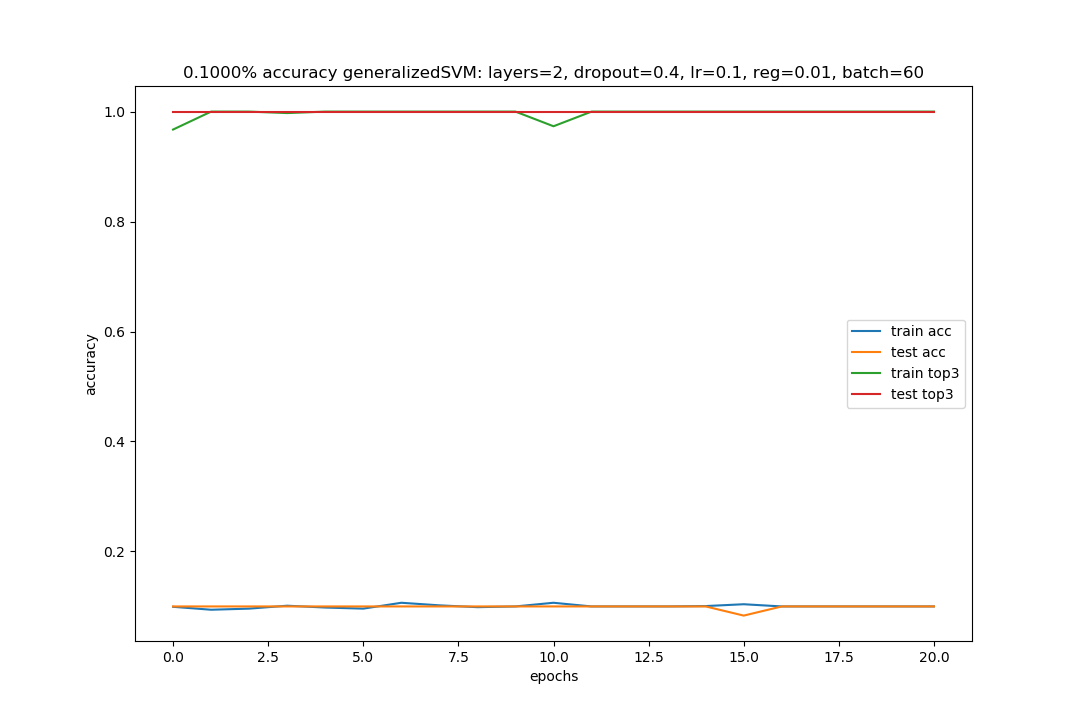 0.1000% accuracy generalizedSVM: layers=2, dropout=0.4, lr=0.1, reg=0.01, batch=60
1.0
0.8
0.6
0.4
0.2
accuracy
train acc
test acc
train top3
test top3
0.0 2.5 5.0 7.5 10.0 12.5 15.0 17.5 20.0
epochs